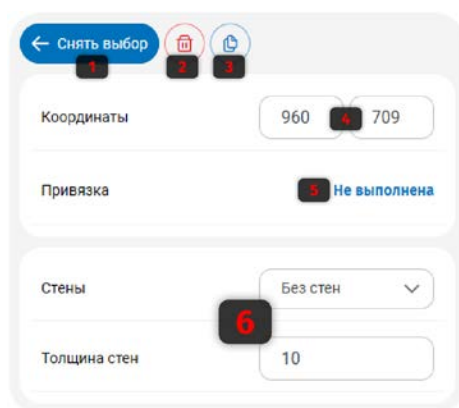 ← Снять выбор
1 2 3
Координаты 960 4 709
Привязка 5 Не выполнена
Стены Без стен
6
Толщина стен 10